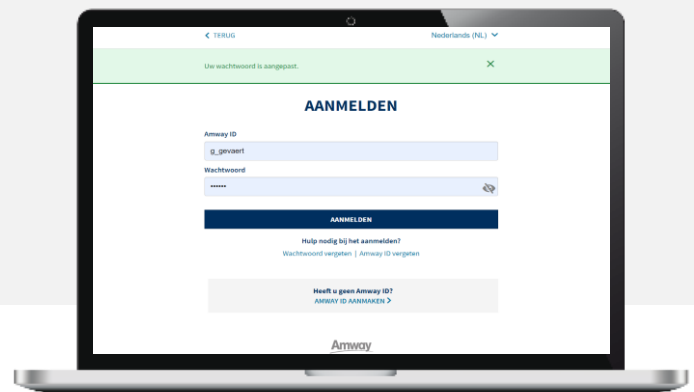 TERUG
Nederlands (NL)
Uw wachtwoord is aangepast.
AANMELDEN
Amway ID
g_gevaert
Wachtwoord
••••••
AANMELDEN
Hulp nodig bij het aanmelden?
Wachtwoord vergeten | Amway ID vergeten
Heeft u geen Amway ID?
AMWAY ID AANMAKEN
Amway